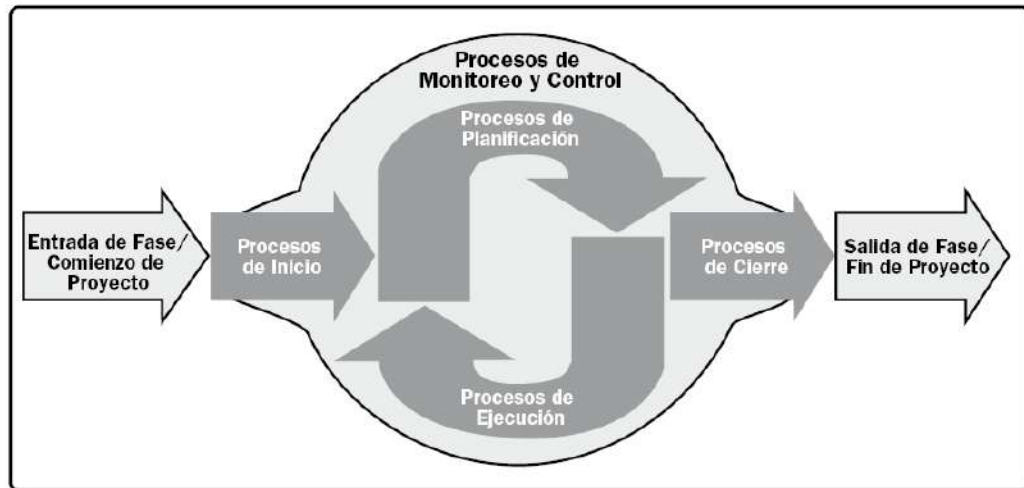 Procesos de
Monitoreo y Control
Procesos de
Planificación
Entrada de Fase/
Comienzo de
Proyecto
Procesos
de Inicio
Procesos
de Cierre
Salida de Fase/
Fin de Proyecto
Procesos de
Ejecución